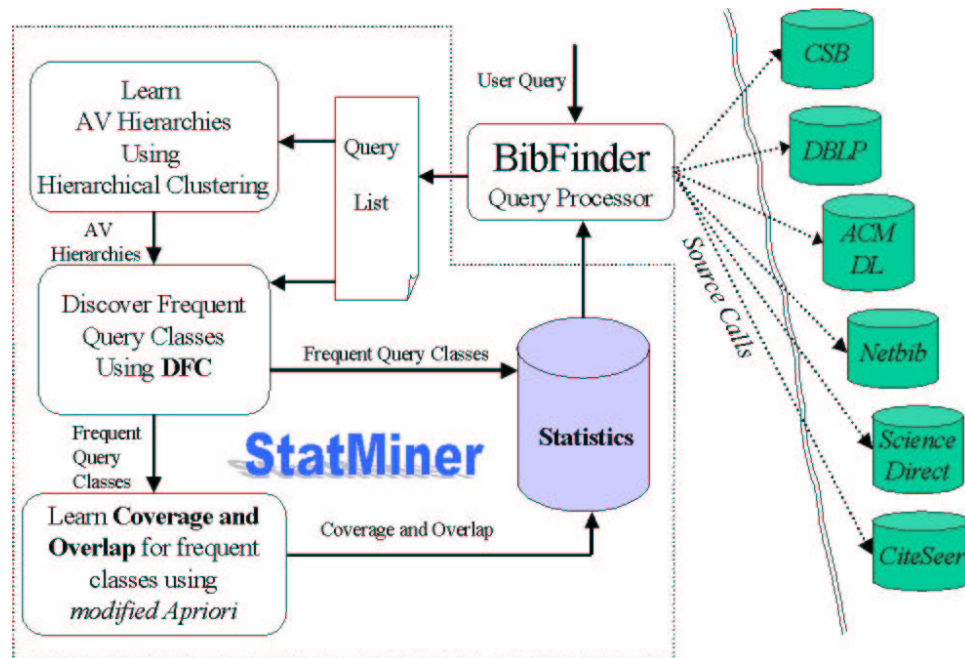 Learn
AV Hierarchies
Using
Hierarchical Clustering
AV
Hierarchies
Discover Frequent
Query Classes
Using DFC
Frequent
Query
Classes
Learn Coverage and
Overlap for frequent
classes using
modified Apriori
Query
List
User Query
BibFinder
Query Processor
Frequent Query Classes
StatMiner
Statistics
Coverage and Overlap
Source Calls
CSB
DBLP
ACM
DL
Netbib
Science
Direct
CiteSeer